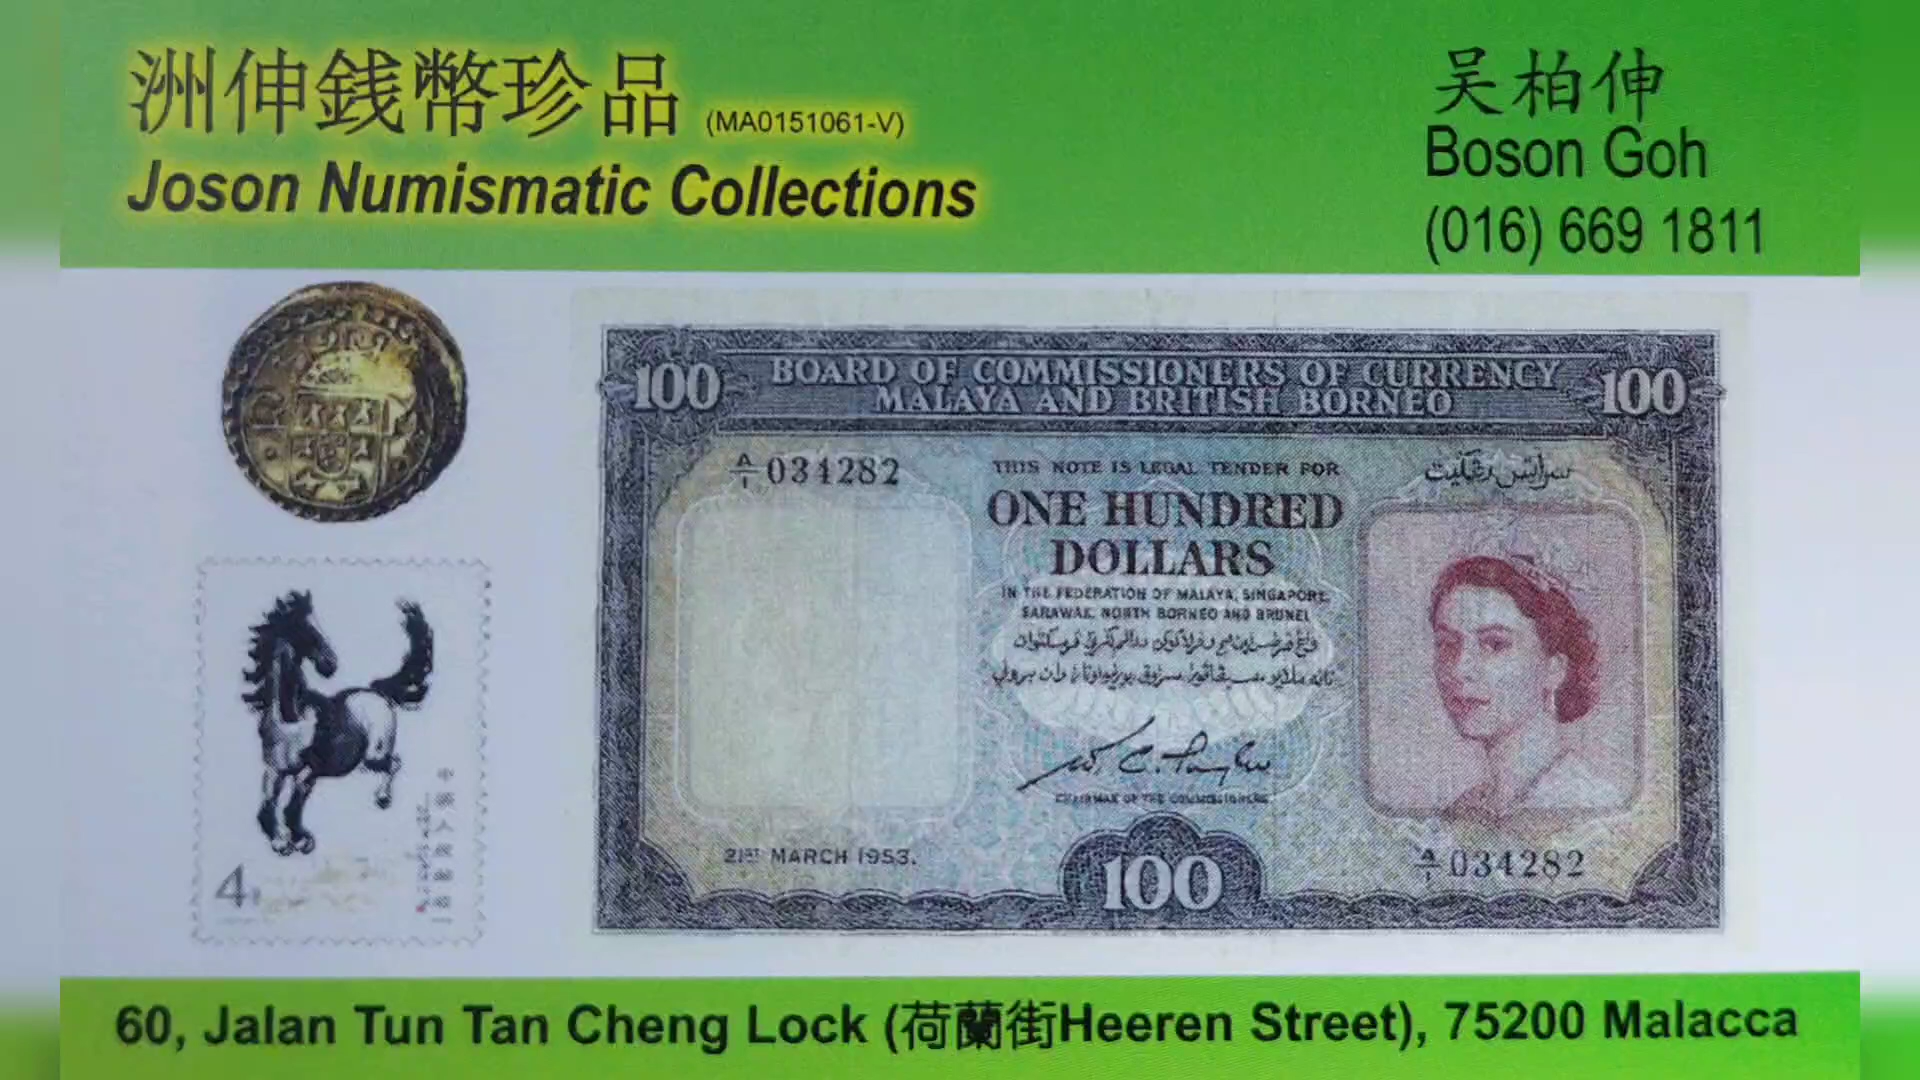 洲伸銭幣珍品 (MA0151061-V)
Joson Numismatic Collections
吴柏伸
Boson Goh
(016) 669 1811
100 BOARD OF COMMISSIONERS OF CURRENCY 100
MALAYA AND BRITISH BORNEO
A/1 034282
THIS NOTE IS LEGAL TENDER FOR
ONE HUNDRED
DOLLARS
IN THE FEDERATION OF MALAYA, SINGAPORE,
SARAWAK, NORTH BORNEO AND BRUNEI
CHAIRMAN OF THE COMMISSIONERS
21ST MARCH 1953.
100
A/1 034282
4
60, Jalan Tun Tan Cheng Lock (荷蘭街Heeren Street), 75200 Malacca